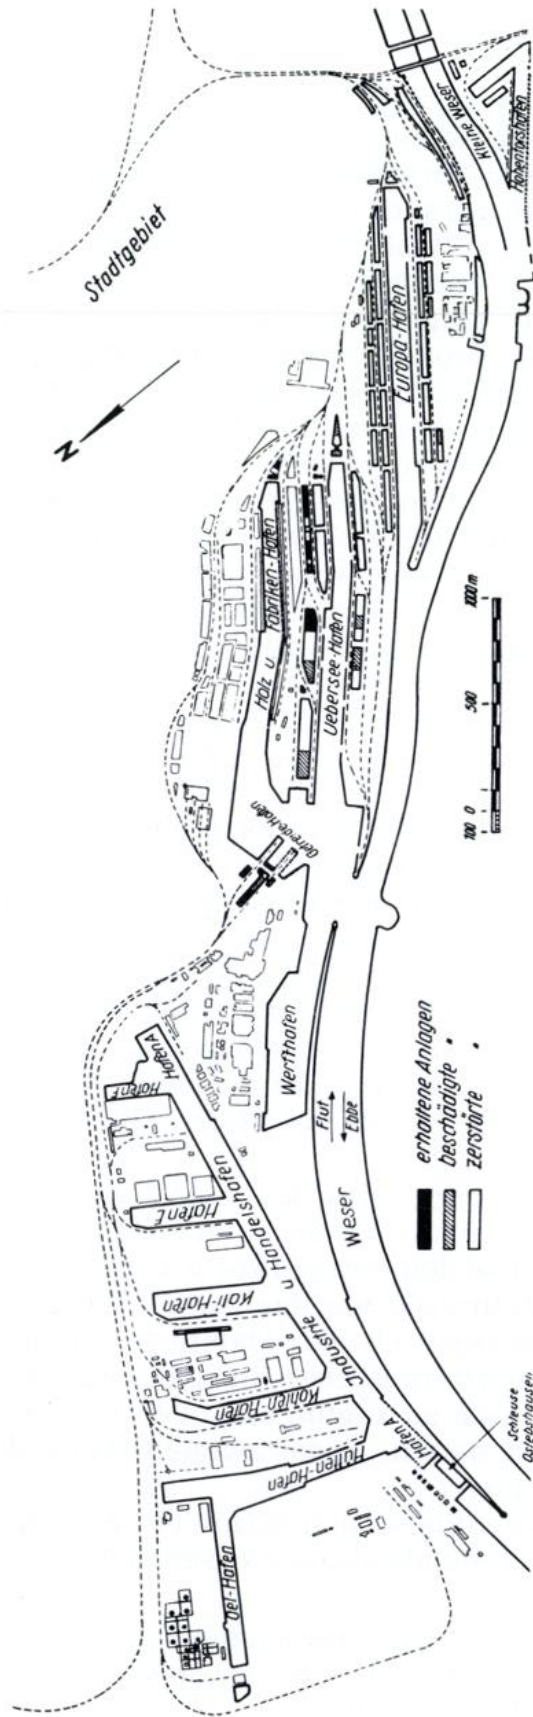 Stadtgebiet
N
Kleine Weser
Hohentorshafen
Europa-Hafen
Fabriken-Hafen
Holz u
Uebersee-Hafen
Getreide-Hafen
1000 m
500
0
100
Werfthafen
Flut
Ebbe
Weser
erhaltene Anlagen
beschädigte "
zerstörte "
Hafen A
Hafen F
Hafen E
Kali-Hafen
Industrie
u Handelshafen
Kohlen-Hafen
Hütten-Hafen
Hafen A
Oel-Hafen
Schleuse
Oslebshausen